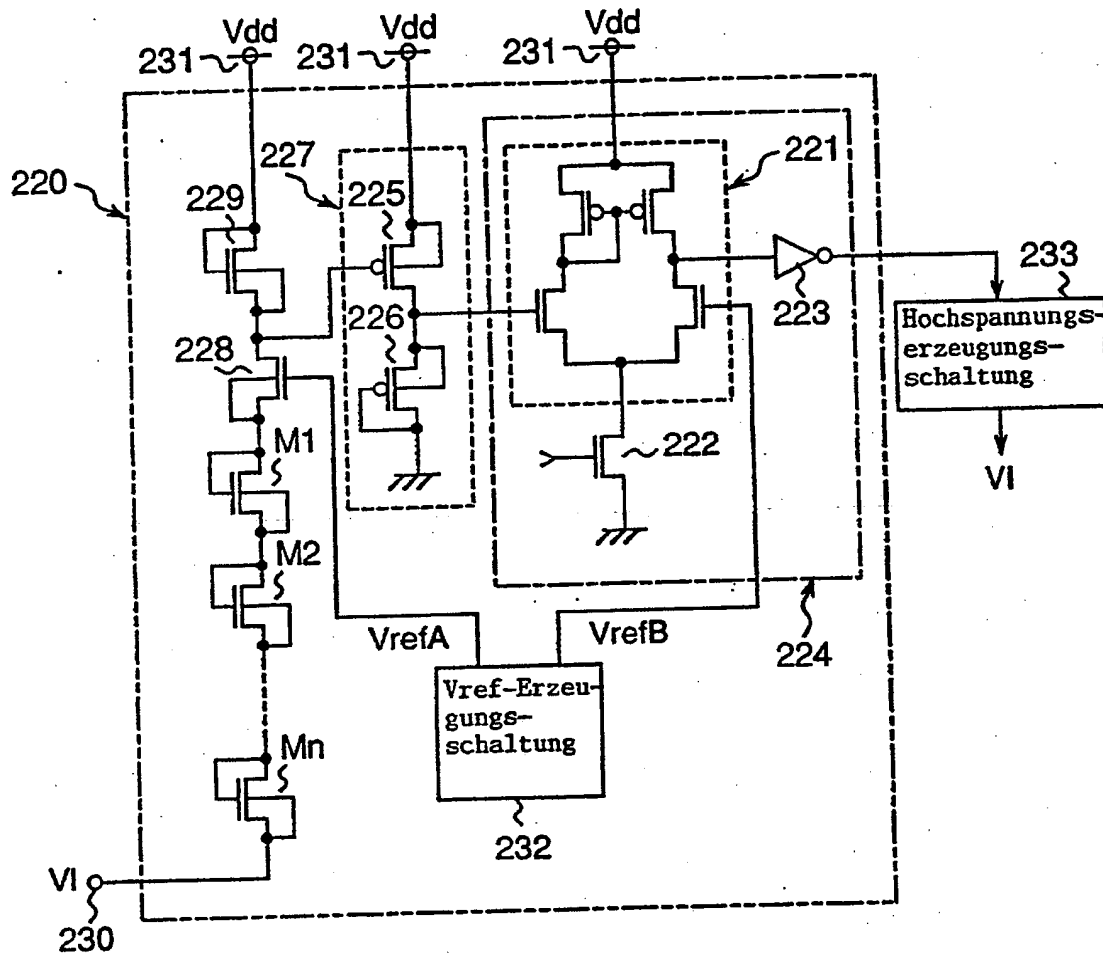 Vdd
Vdd
Vdd
231
231
231
220
229
227
225
221
226
228
223
233
Hochspannungs-
erzeugungs-
schaltung
VI
M1
222
M2
VrefA
VrefB
224
Vref-Erzeu-
gungs-
schaltung
Mn
232
VI
230